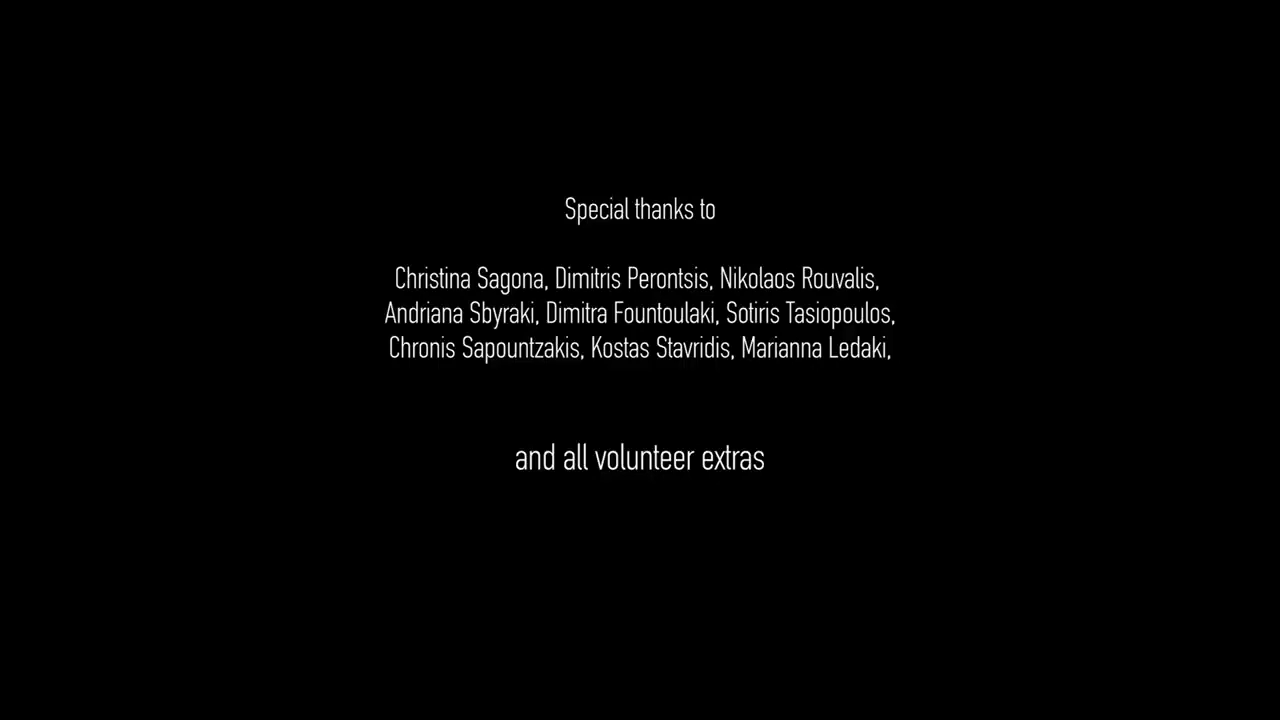 Special thanks to
Christina Sagona, Dimitris Perontsis, Nikolaos Rouvalis,
Andriana Sbyraki, Dimitra Fountoulaki, Sotiris Tasiopoulos,
Chronis Sapountzakis, Kostas Stavridis, Marianna Ledaki,
and all volunteer extras